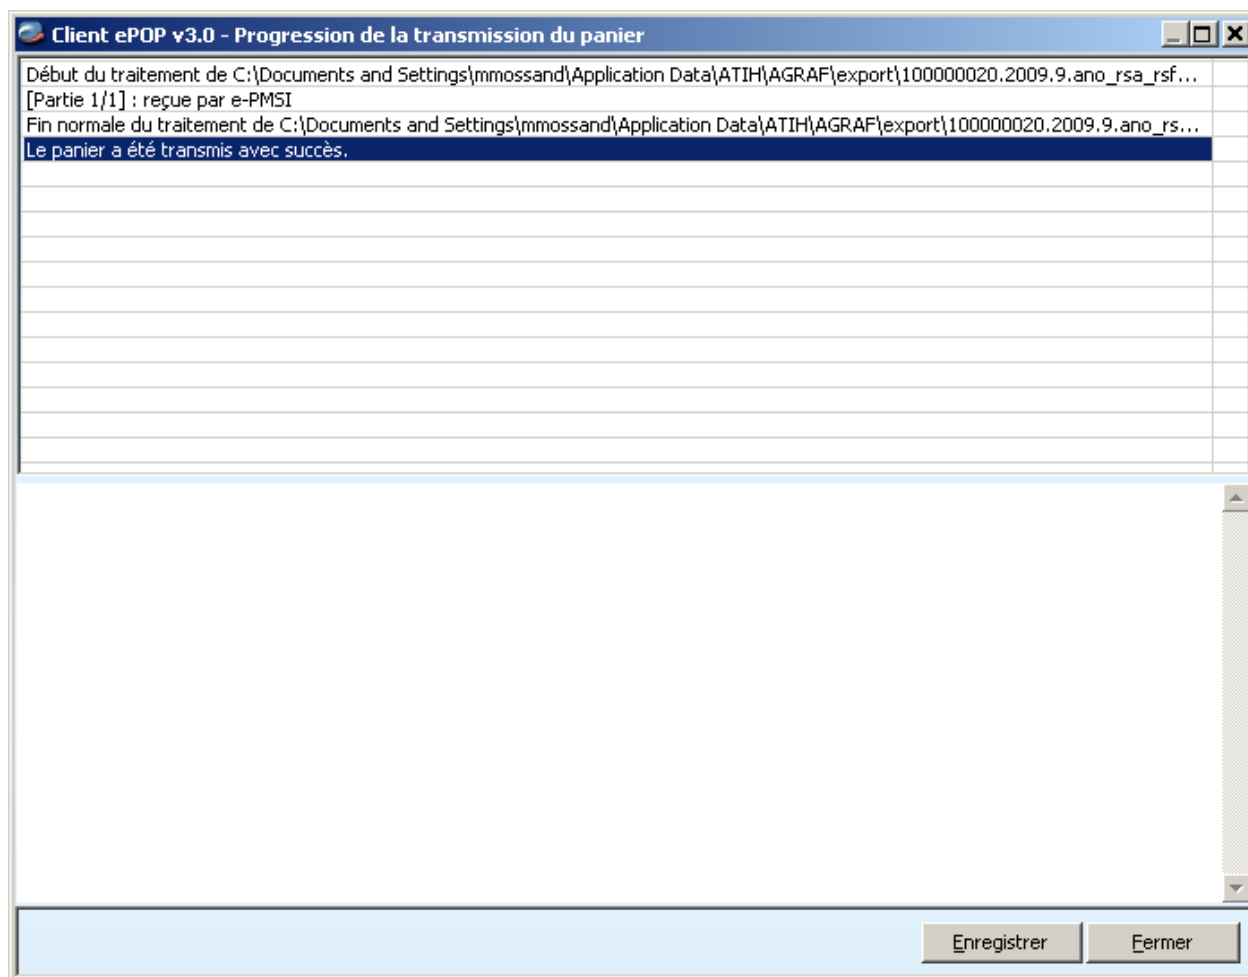 Client ePOP v3.0 - Progression de la transmission du panier
Début du traitement de C:\Documents and Settings\mmossand\Application Data\ATIH\AGRAF\export\100000020.2009.9.ano_rsa_rsf...
[Partie 1/1] : reçue par e-PMSI
Fin normale du traitement de C:\Documents and Settings\mmossand\Application Data\ATIH\AGRAF\export\100000020.2009.9.ano_rs...
Le panier a été transmis avec succès.
Enregistrer Fermer